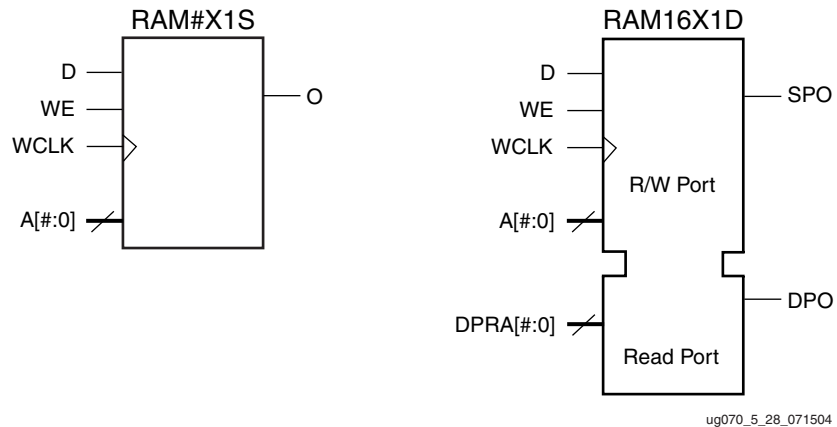 RAM#X1S
D
WE
WCLK
A[#:0]
O
RAM16X1D
D
WE
WCLK
A[#:0]
DPRA[#:0]
R/W Port
Read Port
SPO
DPO
ug070_5_28_071504